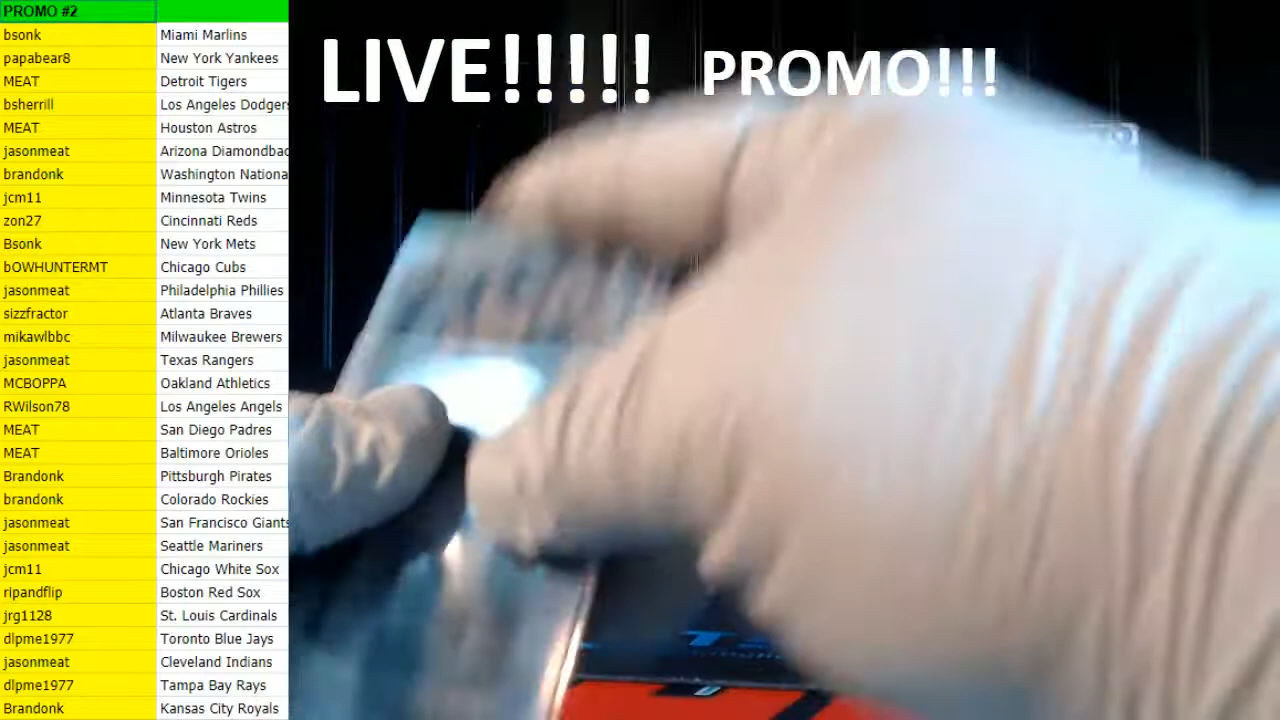 PROMO #2
bsonk Miami Marlins
papabear8 New York Yankees
MEAT Detroit Tigers
bsherrill Los Angeles Dodgers
MEAT Houston Astros
jasonmeat Arizona Diamondbac
brandonk Washington Nationa
jcm11 Minnesota Twins
zon27 Cincinnati Reds
Bsonk New York Mets
bOWHUNTERMT Chicago Cubs
jasonmeat Philadelphia Phillies
sizzfractor Atlanta Braves
mikawlbbc Milwaukee Brewers
jasonmeat Texas Rangers
MCBOPPA Oakland Athletics
RWilson78 Los Angeles Angels
MEAT San Diego Padres
MEAT Baltimore Orioles
Brandonk Pittsburgh Pirates
brandonk Colorado Rockies
jasonmeat San Francisco Giants
jasonmeat Seattle Mariners
jcm11 Chicago White Sox
ripandflip Boston Red Sox
jrg1128 St. Louis Cardinals
dlpme1977 Toronto Blue Jays
jasonmeat Cleveland Indians
dlpme1977 Tampa Bay Rays
Brandonk Kansas City Royals
LIVE!!!!! PROMO!!!